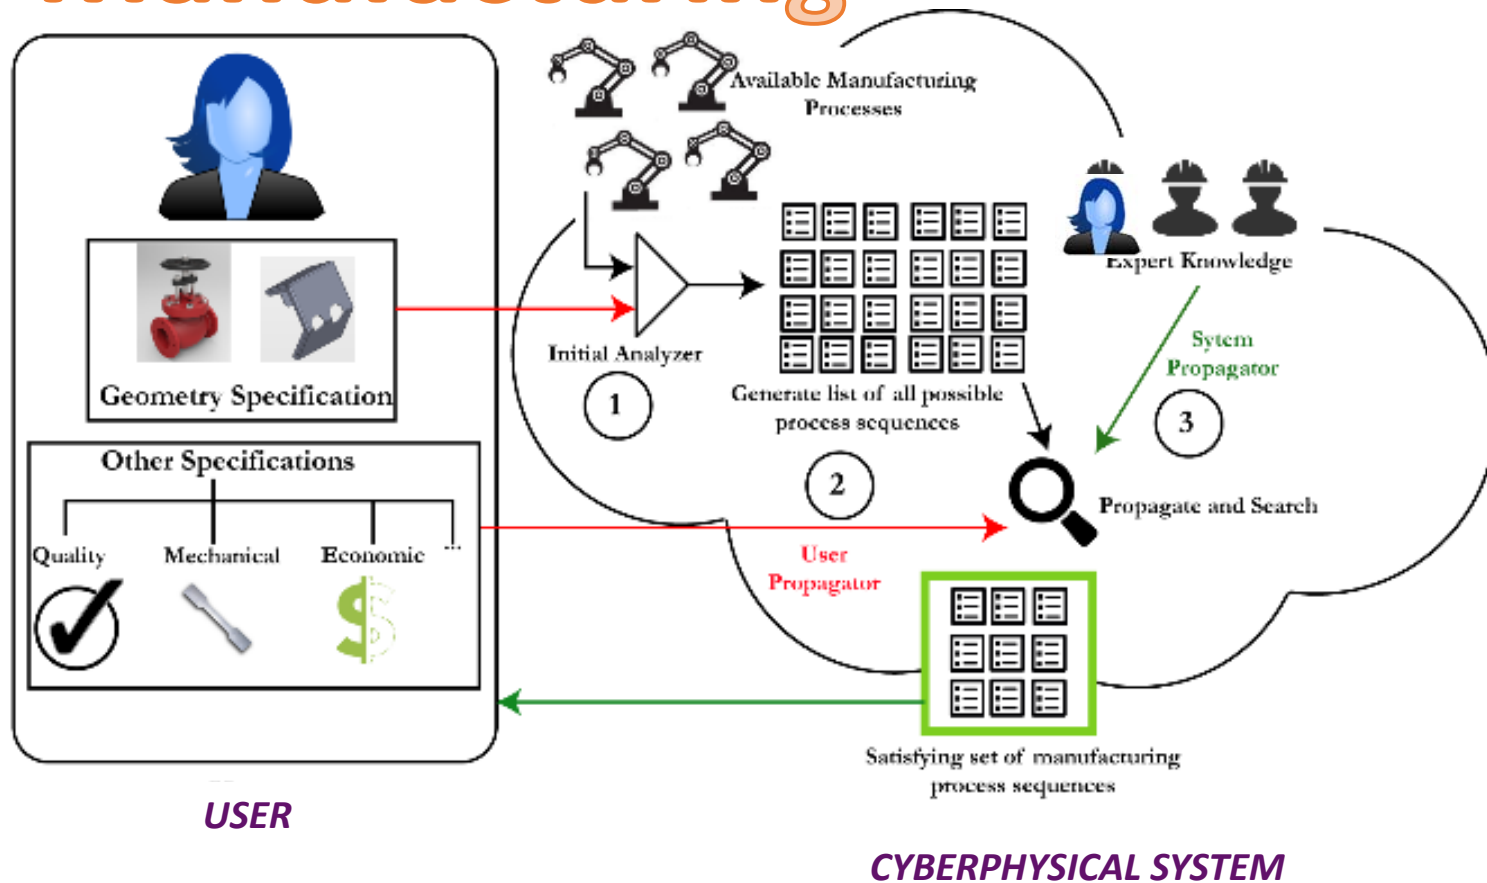 Manufacturing
Available Manufacturing
Processes
Expert Knowledge
Geometry Specification
Initial Analyzer
1
Generate list of all possible
process sequences
2
Sytem
Propagator
3
Other Specifications
Quality
Mechanical
Economic
...
Propagate and Search
User
Propagator
Satisfying set of manufacturing
process sequences
USER
CYBERPHYSICAL SYSTEM